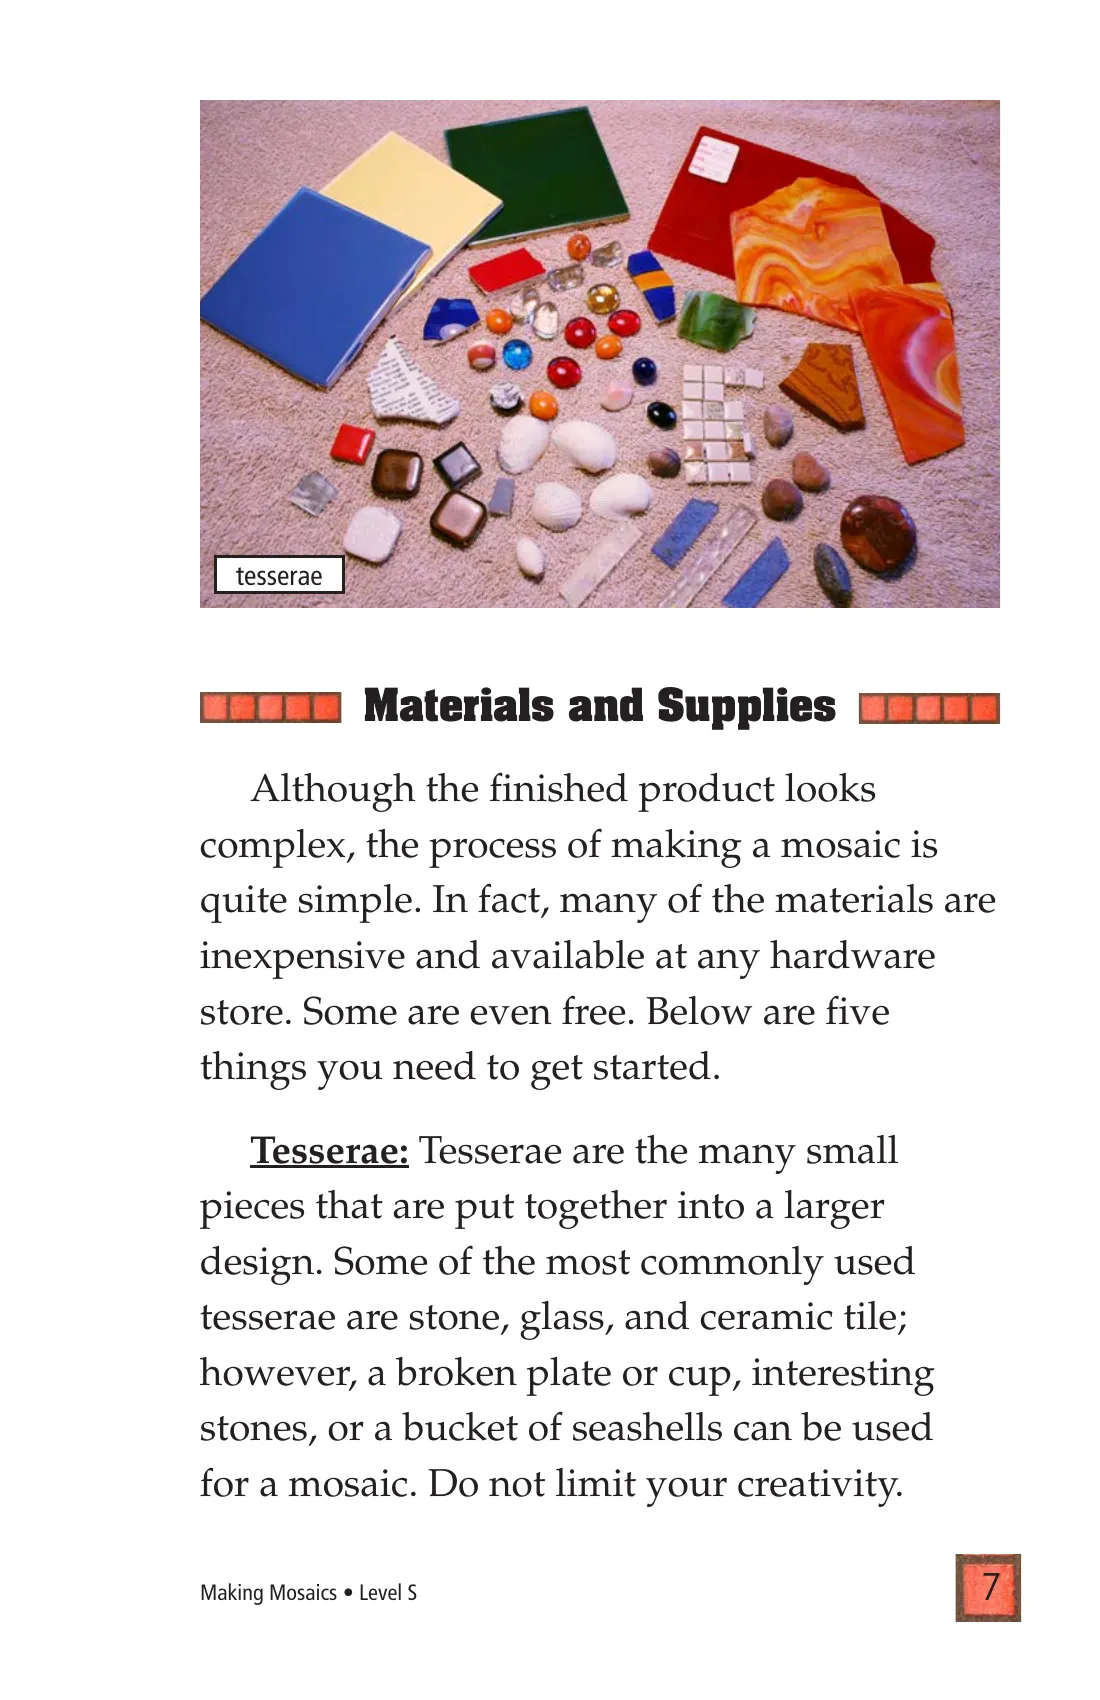 tesserae
Materials and Supplies
Although the finished product looks
complex, the process of making a mosaic is
quite simple. In fact, many of the materials are
inexpensive and available at any hardware
store. Some are even free. Below are five
things you need to get started.
Tesserae: Tesserae are the many small
pieces that are put together into a larger
design. Some of the most commonly used
tesserae are stone, glass, and ceramic tile;
however, a broken plate or cup, interesting
stones, or a bucket of seashells can be used
for a mosaic. Do not limit your creativity.
Making Mosaics • Level S
7